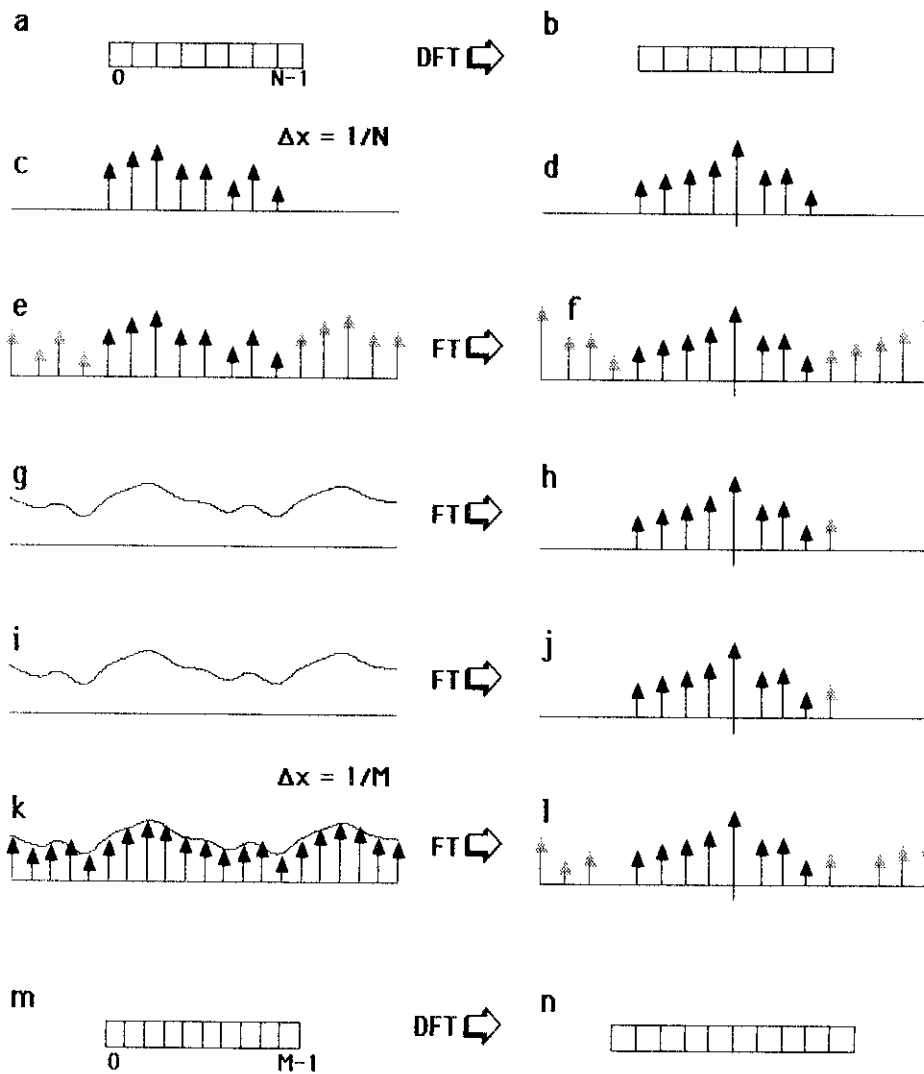 a
b
DFT
0 N-1
Δx = 1/N
c
d
e
f
FT
g
h
FT
i
j
FT
Δx = 1/M
k
l
FT
m
n
DFT
0 M-1